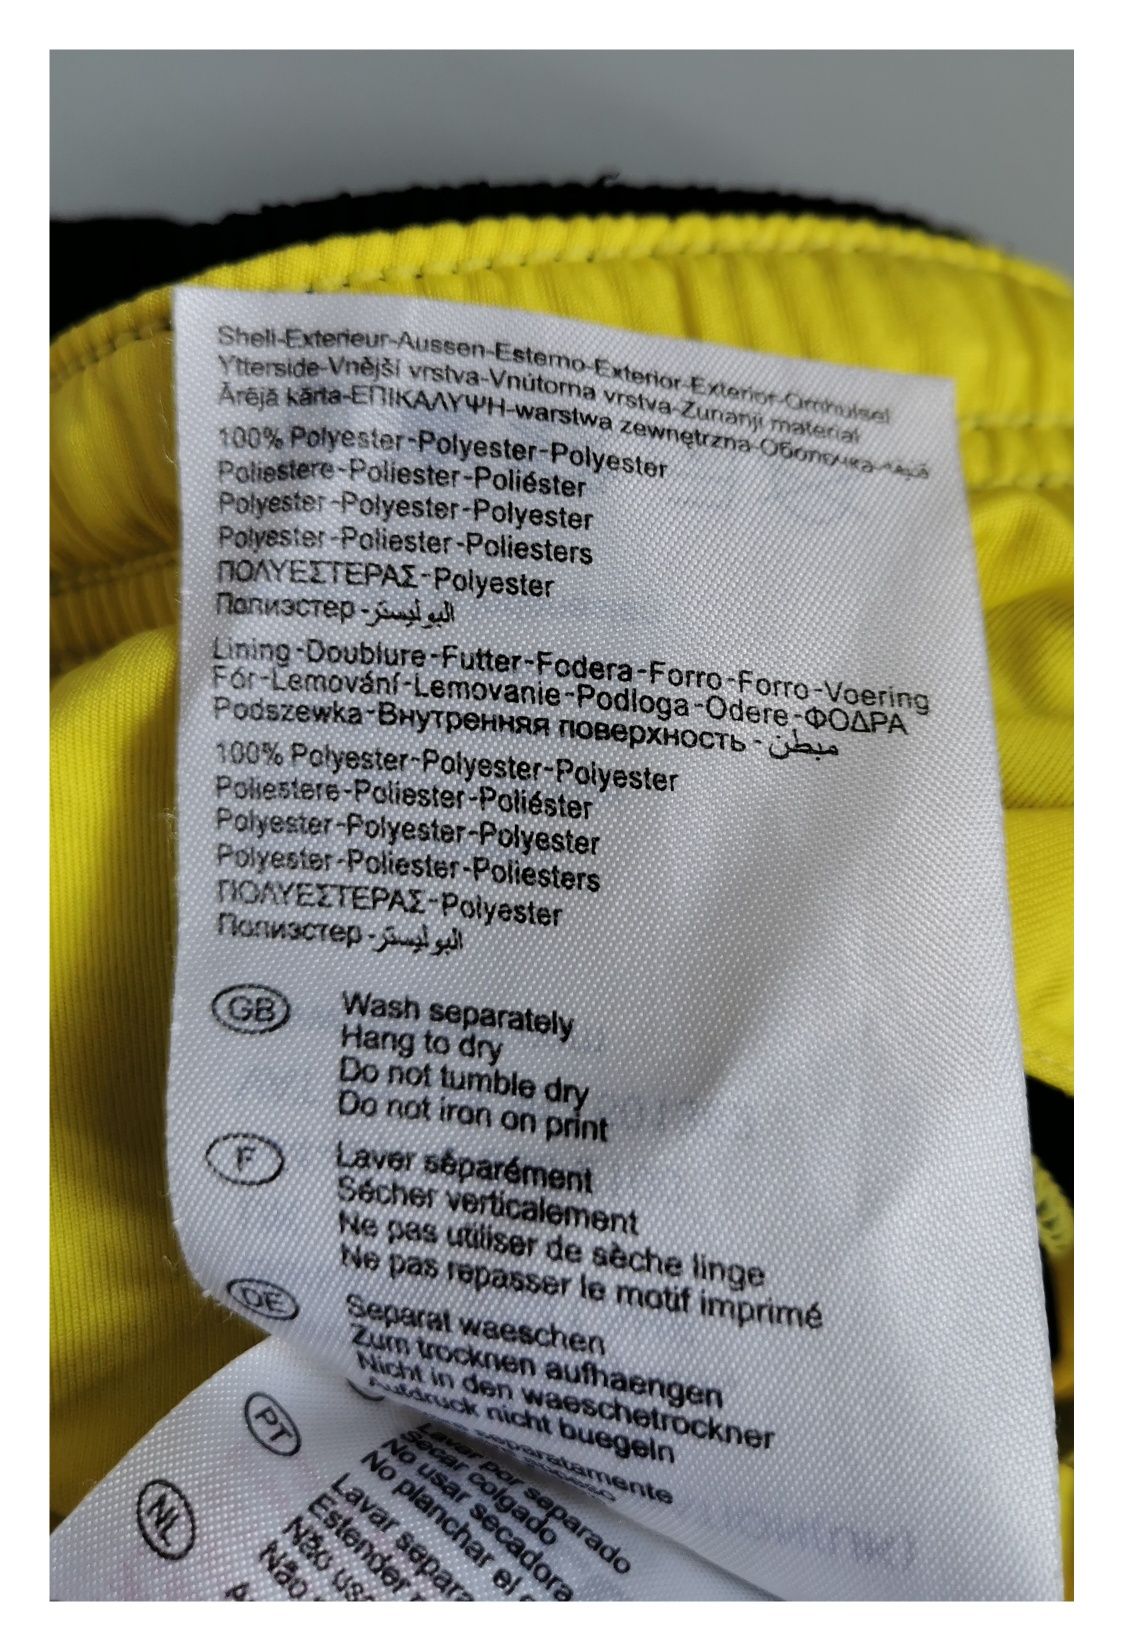 Shell-Exterieur-Aussen-Esterno-Exterior-Exterior-Omhulsel
Ytterside-Vnější vrstva-Vnútorna vrstva-Zunanji material
Ārējā kārta-ΕΠΙΚΑΛΥΨΗ-warstwa zewnętrzna-Оболочка-
100% Polyester-Polyester-Polyester
Poliestere-Poliester-Poliéster
Polyester-Polyester-Polyester
Polyester-Poliester-Poliesters
ΠΟΛΥΕΣΤΕΡΑΣ-Polyester
Полиэстер-البوليستر
Lining-Doublure-Futter-Fodera-Forro-Forro-Voering
Fór-Lemování-Lemovanie-Podloga-Odere-ΦΟΔΡΑ
Podszewka-Внутренняя поверхность-مبطن
100% Polyester-Polyester-Polyester
Poliestere-Poliester-Poliéster
Polyester-Polyester-Polyester
Polyester-Poliester-Poliesters
ΠΟΛΥΕΣΤΕΡΑΣ-Polyester
Полиэстер-البوليستر
GB Wash separately
Hang to dry
Do not tumble dry
Do not iron on print
F Laver séparément
Sécher verticalement
Ne pas utiliser de sèche linge
Ne pas repasser le motif imprimé
DE Separat waeschen
Zum trocknen aufhaengen
Nicht in den waeschetrockner
Aufdruck nicht buegeln
separatamente
Lavar por separado
Secar colgado
No usar secadora
No planchar el
PT Lavar separa
Estender
Não us
Não
NL